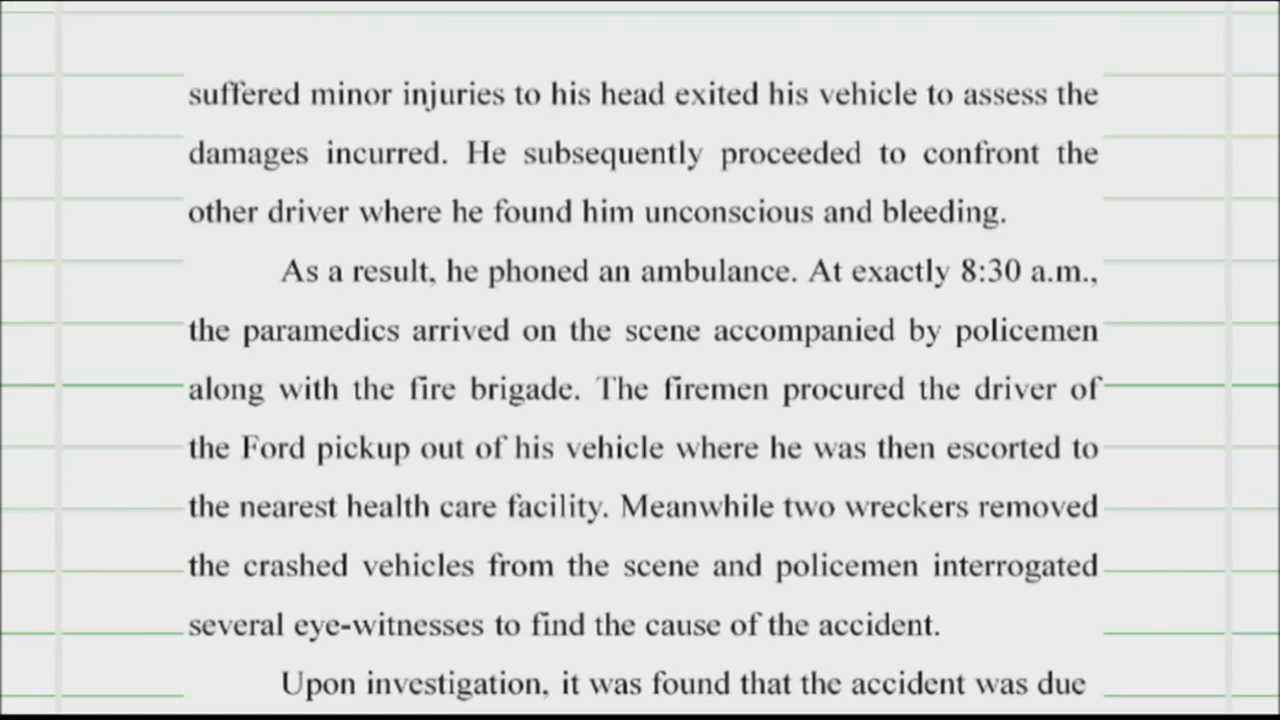 suffered minor injuries to his head exited his vehicle to assess the
damages incurred. He subsequently proceeded to confront the
other driver where he found him unconscious and bleeding.
As a result, he phoned an ambulance. At exactly 8:30 a.m.,
the paramedics arrived on the scene accompanied by policemen
along with the fire brigade. The firemen procured the driver of
the Ford pickup out of his vehicle where he was then escorted to
the nearest health care facility. Meanwhile two wreckers removed
the crashed vehicles from the scene and policemen interrogated
several eye-witnesses to find the cause of the accident.
Upon investigation, it was found that the accident was due